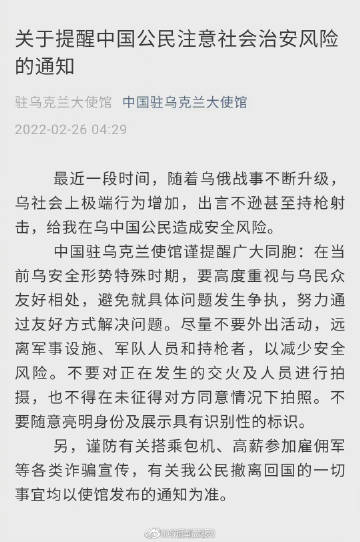 关于提醒中国公民注意社会治安风险
的通知
驻乌克兰大使馆 中国驻乌克兰大使馆
2022-02-26 04:29
最近一段时间，随着乌俄战事不断升级，
乌社会上极端行为增加，出言不逊甚至持枪射
击，给我在乌中国公民造成安全风险。
中国驻乌克兰使馆谨提醒广大同胞：在当
前乌安全形势特殊时期，要高度重视与乌民众
友好相处，避免就具体问题发生争执，努力通
过友好方式解决问题。尽量不要外出活动，远
离军事设施、军队人员和持枪者，以减少安全
风险。不要对正在发生的交火及人员进行拍
摄，也不得在未征得对方同意情况下拍照。不
要随意亮明身份及展示具有识别性的标识。
另，谨防有关搭乘包机、高薪参加雇佣军
等各类诈骗宣传，有关我公民撤离回国的一切
事宜均以使馆发布的通知为准。